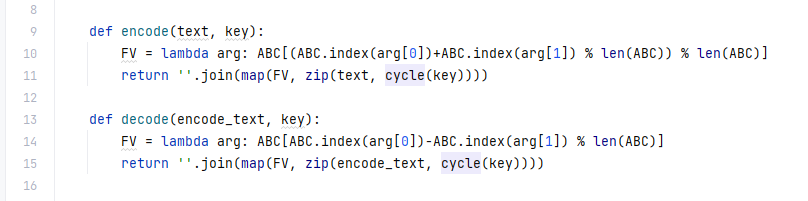 8
9 def encode(text, key):
10 FV = lambda arg: ABC[(ABC.index(arg[0])+ABC.index(arg[1]) % len(ABC)) % len(ABC)]
11 return ''.join(map(FV, zip(text, cycle(key))))
12
13 def decode(encode_text, key):
14 FV = lambda arg: ABC[ABC.index(arg[0])-ABC.index(arg[1]) % len(ABC)]
15 return ''.join(map(FV, zip(encode_text, cycle(key))))
16